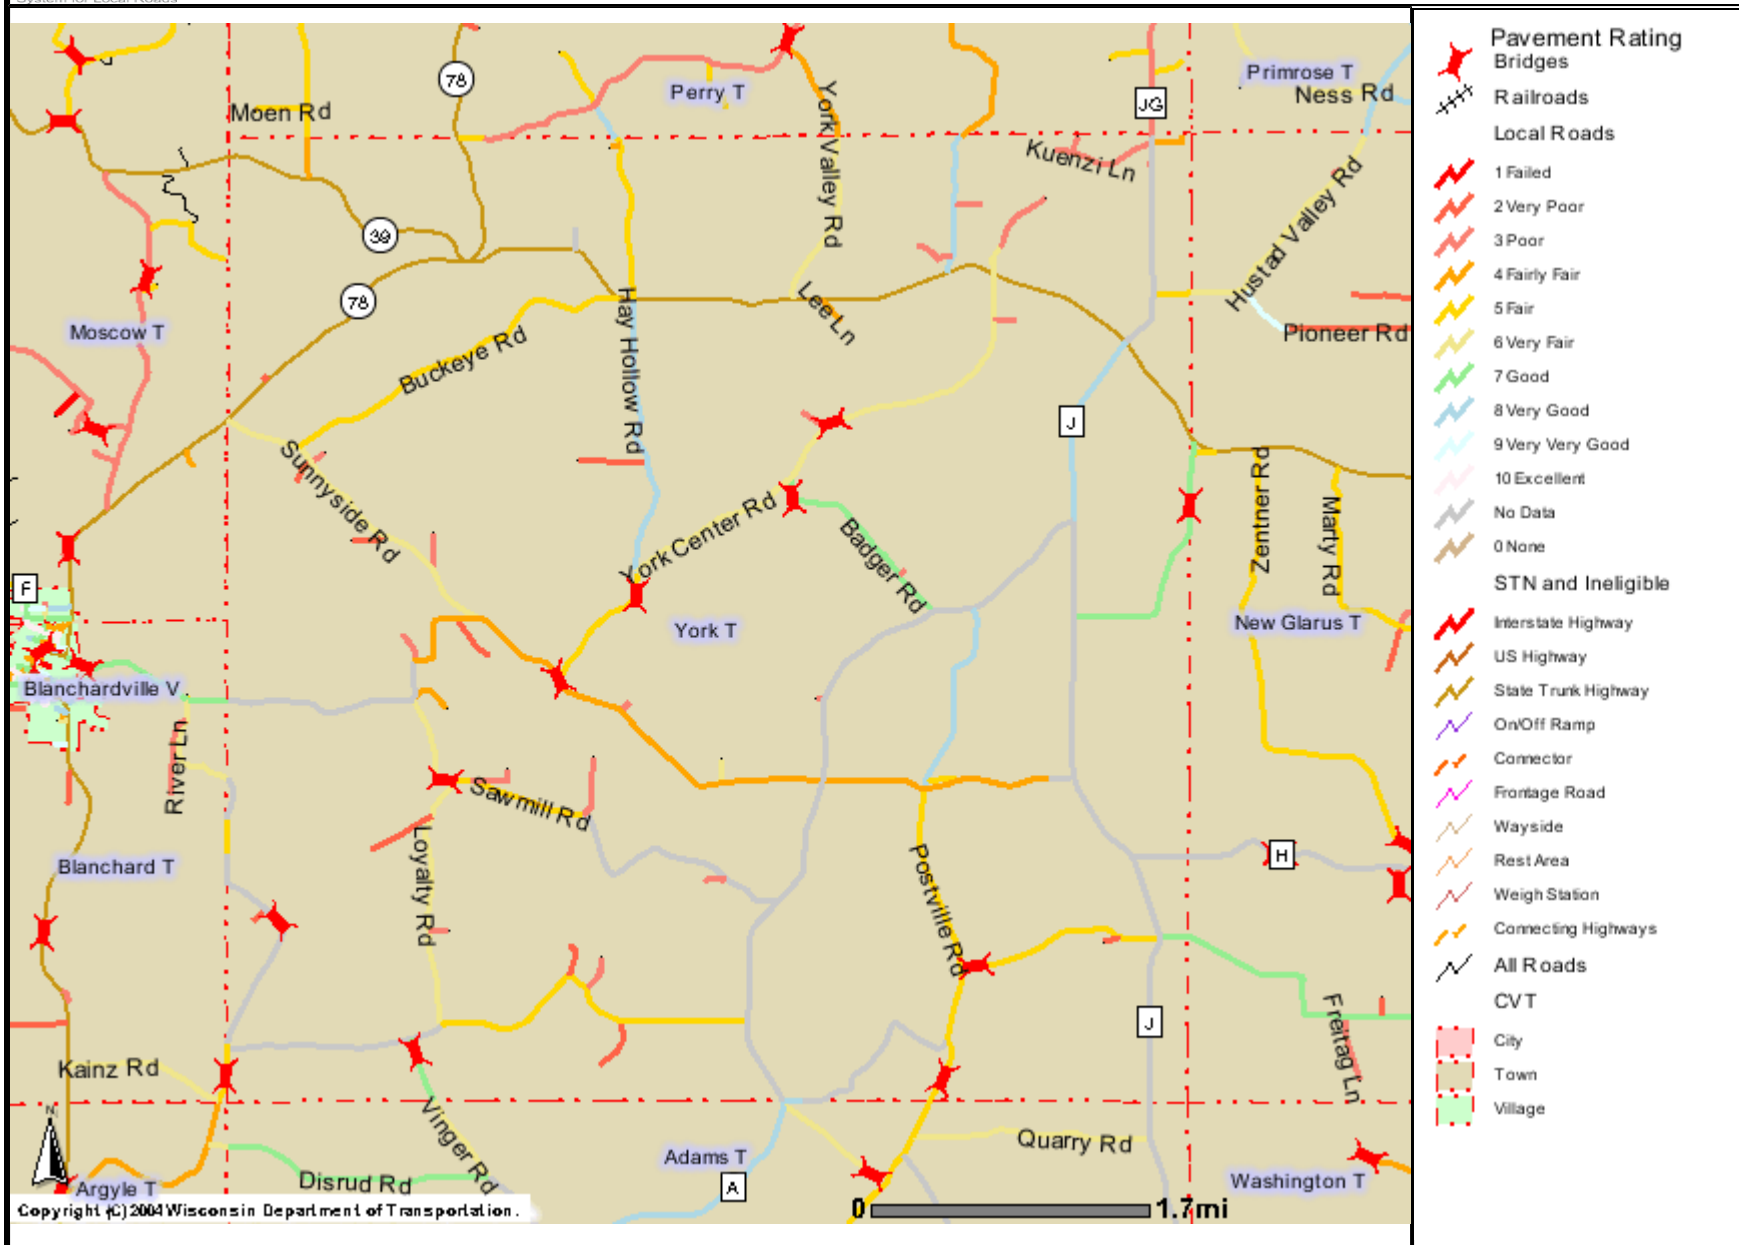 System for Local Roads
Pavement Rating
Bridges
Railroads
Local Roads
1 Failed
2 Very Poor
3 Poor
4 Fairly Fair
5 Fair
6 Very Fair
7 Good
8 Very Good
9 Very Very Good
10 Excellent
No Data
0 None
STN and Ineligible
Interstate Highway
US Highway
State Trunk Highway
On/Off Ramp
Connector
Frontage Road
Wayside
Rest Area
Weigh Station
Connecting Highways
All Roads
CVT
City
Town
Village
78
Perry T
Primrose T
Ness Rd
Moen Rd
JG
York Valley Rd
Kuenzi Ln
Hustad Valley Rd
39
78
Moscow T
Lee Ln
Pioneer Rd
Buckeye Rd
Hay Hollow Rd
J
Sunnyside Rd
York Center Rd
Badger Rd
Zentner Rd
Marty Rd
F
York T
New Glarus T
Blanchardville V
River Ln
Sawmill Rd
Blanchard T
Loyalty Rd
Postville Rd
H
J
Freitag Ln
Kainz Rd
N
Vinger Rd
Quarry Rd
Adams T
Washington T
Argyle T
Disrud Rd
A
Copyright (C) 2004 Wisconsin Department of Transportation.
0 1.7mi